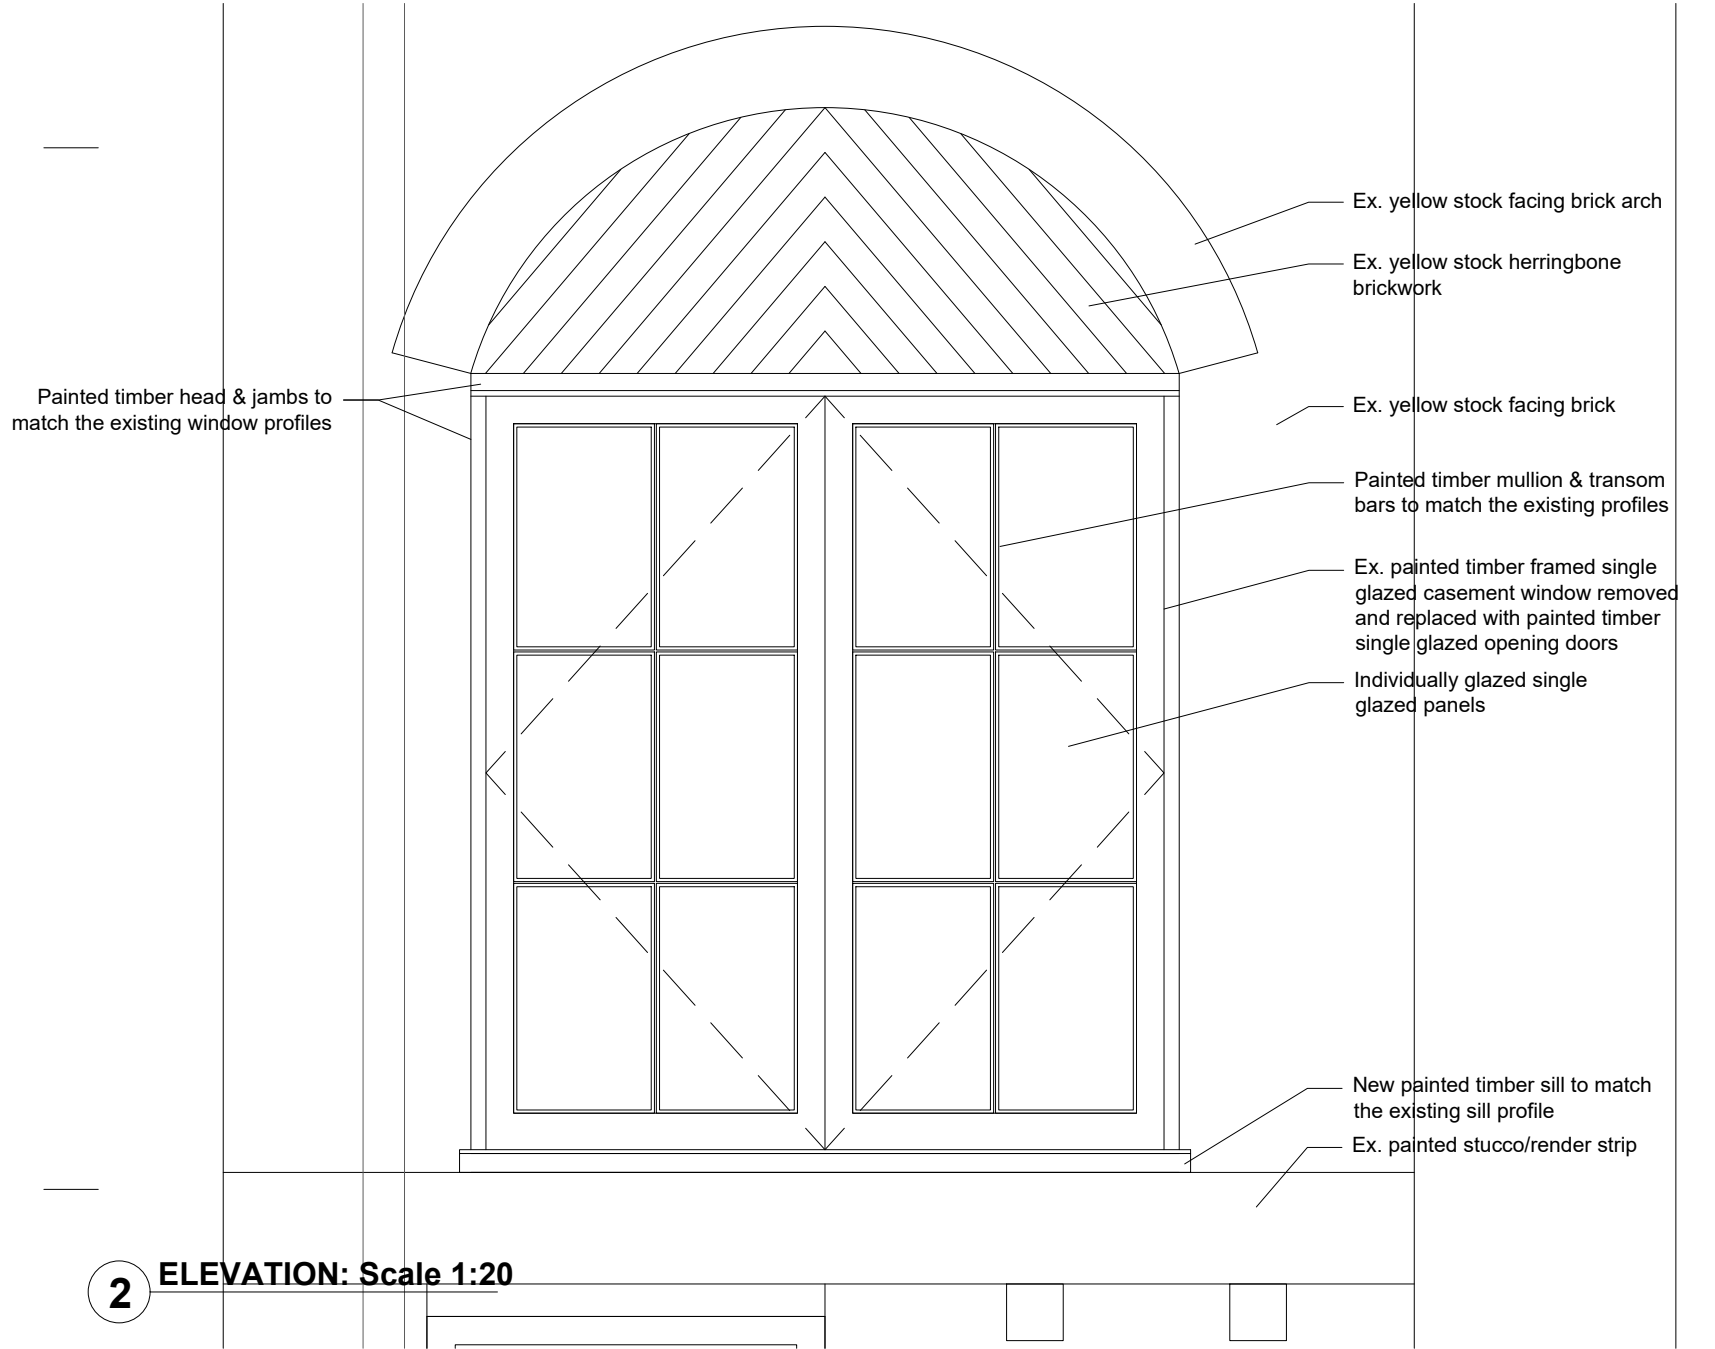 Ex. yellow stock facing brick arch
Ex. yellow stock herringbone
brickwork
Painted timber head & jambs to
match the existing window profiles
Ex. yellow stock facing brick
Painted timber mullion & transom
bars to match the existing profiles
Ex. painted timber framed single
glazed casement window removed
and replaced with painted timber
single glazed opening doors
Individually glazed single
glazed panels
New painted timber sill to match
the existing sill profile
Ex. painted stucco/render strip
2 ELEVATION: Scale 1:20